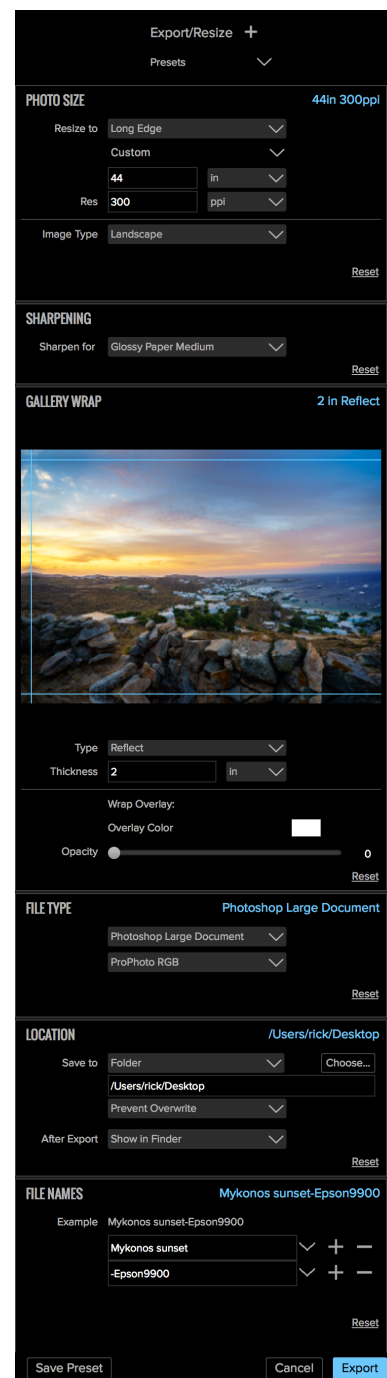 Export/Resize +
Presets
PHOTO SIZE 44in 300ppi
Resize to Long Edge
Custom
44 in
Res 300 ppi
Image Type Landscape
Reset
SHARPENING
Sharpen for Glossy Paper Medium
Reset
GALLERY WRAP 2 in Reflect
Type Reflect
Thickness 2 in
Wrap Overlay:
Overlay Color
Opacity 0
Reset
FILE TYPE Photoshop Large Document
Photoshop Large Document
ProPhoto RGB
Reset
LOCATION /Users/rick/Desktop
Save to Folder Choose...
/Users/rick/Desktop
Prevent Overwrite
After Export Show in Finder
Reset
FILE NAMES Mykonos sunset-Epson9900
Example Mykonos sunset-Epson9900
Mykonos sunset
-Epson9900
Reset
Save Preset Cancel Export